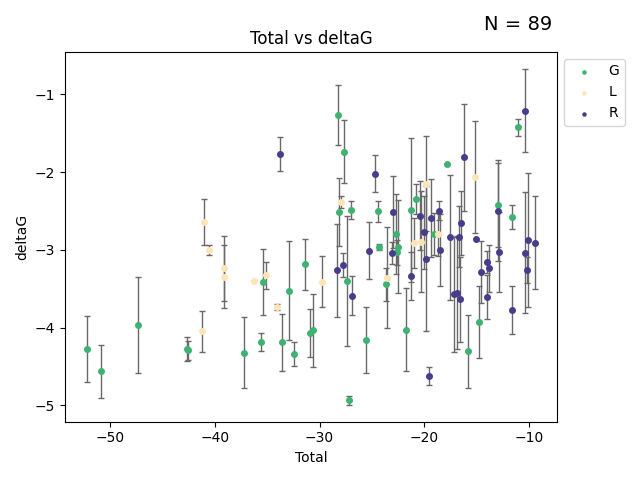 N = 89
Total vs deltaG
G
L
R
deltaG
−1
−2
−3
−4
−5
−50 −40 −30 −20 −10
Total